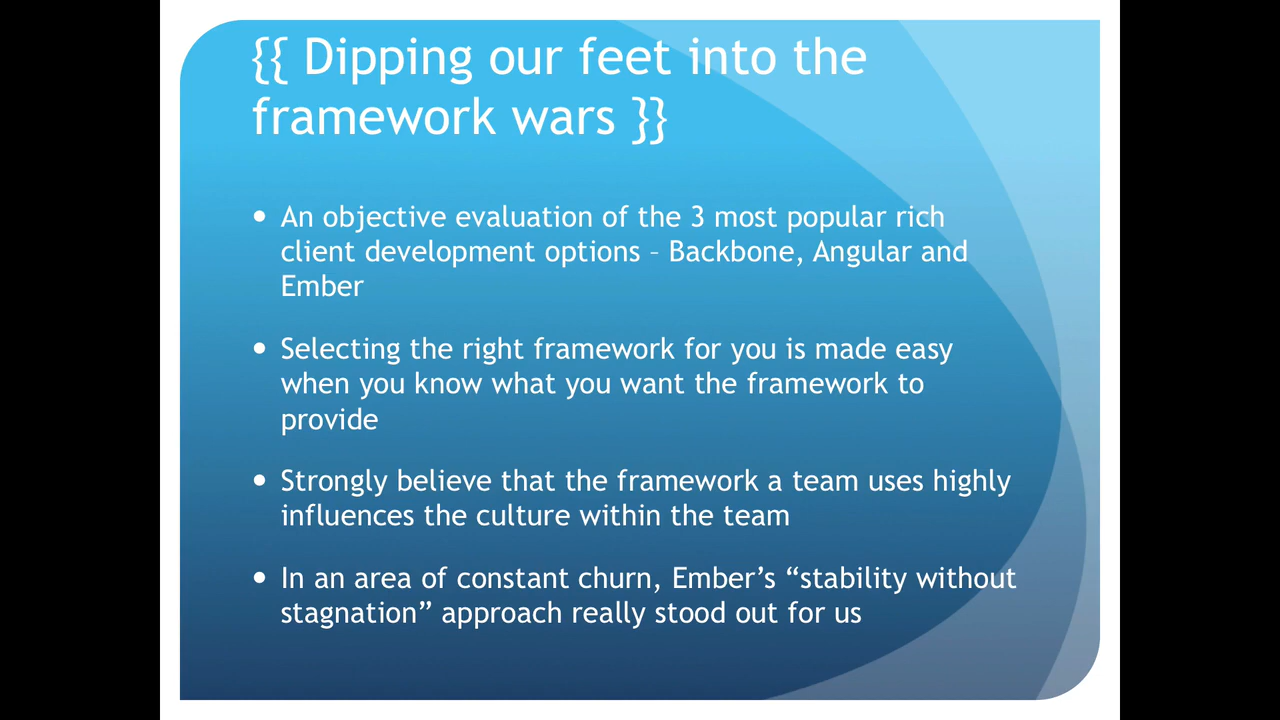 {{ Dipping our feet into the
framework wars }}
• An objective evaluation of the 3 most popular rich
client development options – Backbone, Angular and
Ember
• Selecting the right framework for you is made easy
when you know what you want the framework to
provide
• Strongly believe that the framework a team uses highly
influences the culture within the team
• In an area of constant churn, Ember’s “stability without
stagnation” approach really stood out for us